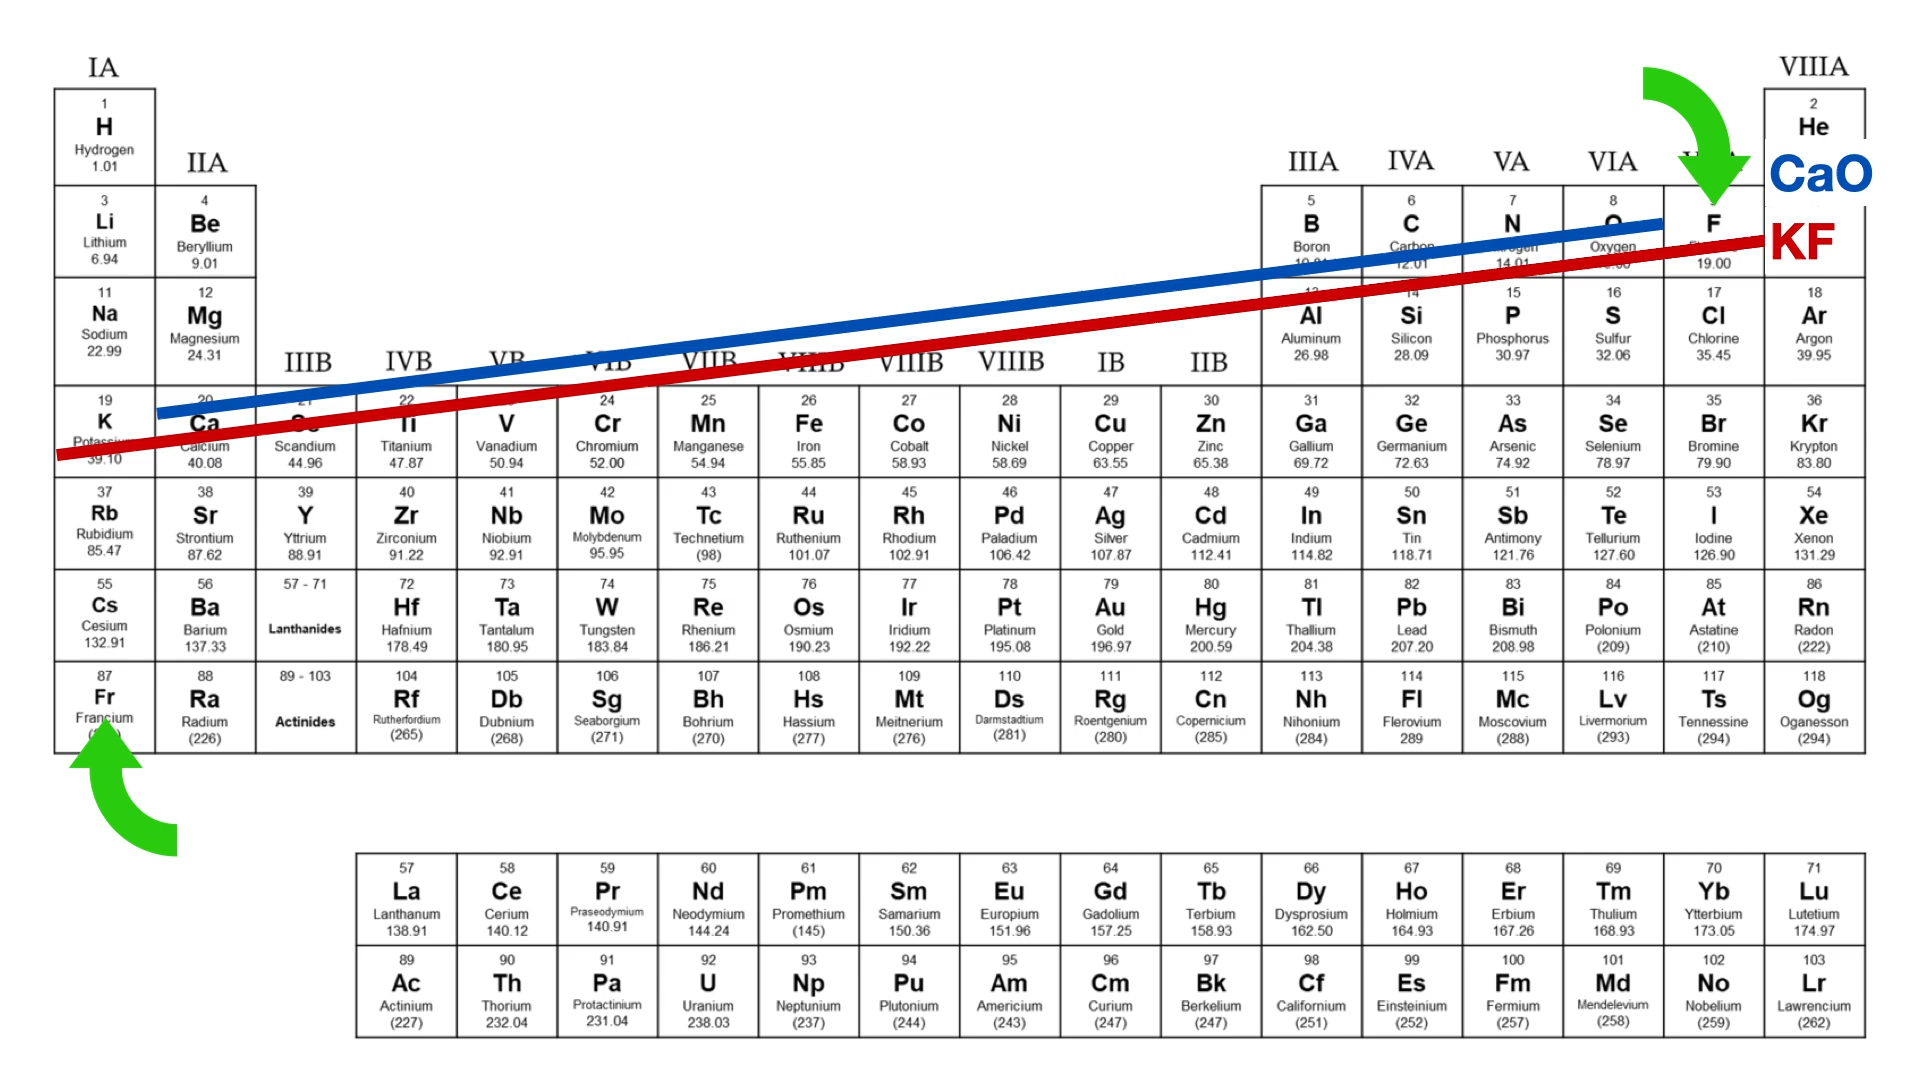 IA VIIIA
1 2
H He
Hydrogen
1.01
IIA IIIA IVA VA VIA
CaO
3 4 5 6 7 8
Li Be B C N F
Lithium Beryllium Boron Carbon Oxygen
6.94 9.01 12.01 14.01 19.00
KF
11 12 13 14 15 16 17 18
Na Mg Al Si P S Cl Ar
Sodium Magnesium Aluminum Silicon Phosphorus Sulfur Chlorine Argon
22.99 24.31 26.98 28.09 30.97 32.06 35.45 39.95
IIIB IVB VB VIB VIIB VIIIB VIIIB VIIIB IB IIB
19 20 21 22 24 25 26 27 28 29 30 31 32 33 34 35 36
K Ca Ti V Cr Mn Fe Co Ni Cu Zn Ga Ge As Se Br Kr
Potassium Calcium Scandium Titanium Vanadium Chromium Manganese Iron Cobalt Nickel Copper Zinc Gallium Germanium Arsenic Selenium Bromine Krypton
39.10 40.08 44.96 47.87 50.94 52.00 54.94 55.85 58.93 58.69 63.55 65.38 69.72 72.63 74.92 78.97 79.90 83.80
37 38 39 40 41 42 43 44 45 46 47 48 49 50 51 52 53 54
Rb Sr Y Zr Nb Mo Tc Ru Rh Pd Ag Cd In Sn Sb Te I Xe
Rubidium Strontium Yttrium Zirconium Niobium Molybdenum Technetium Ruthenium Rhodium Paladium Silver Cadmium Indium Tin Antimony Tellurium Iodine Xenon
85.47 87.62 88.91 91.22 92.91 95.95 (98) 101.07 102.91 106.42 107.87 112.41 114.82 118.71 121.76 127.60 126.90 131.29
55 56 57 - 71 72 73 74 75 76 77 78 79 80 81 82 83 84 85 86
Cs Ba Lanthanides Hf Ta W Re Os Ir Pt Au Hg Tl Pb Bi Po At Rn
Cesium Barium Hafnium Tantalum Tungsten Rhenium Osmium Iridium Platinum Gold Mercury Thallium Lead Bismuth Polonium Astatine Radon
132.91 137.33 178.49 180.95 183.84 186.21 190.23 192.22 195.08 196.97 200.59 204.38 207.20 208.98 (209) (210) (222)
87 88 89 - 103 104 105 106 107 108 109 110 111 112 113 114 115 116 117 118
Fr Ra Actinides Rf Db Sg Bh Hs Mt Ds Rg Cn Nh Fl Mc Lv Ts Og
Francium Radium Rutherfordium Dubnium Seaborgium Bohrium Hassium Meitnerium Darmstadtium Roentgenium Copernicium Nihonium Flerovium Moscovium Livermorium Tennessine Oganesson
(226) (265) (268) (271) (270) (277) (276) (281) (280) (285) (284) 289 (288) (293) (294) (294)
57 58 59 60 61 62 63 64 65 66 67 68 69 70 71
La Ce Pr Nd Pm Sm Eu Gd Tb Dy Ho Er Tm Yb Lu
Lanthanum Cerium Praseodymium Neodymium Promethium Samarium Europium Gadolium Terbium Dysprosium Holmium Erbium Thulium Ytterbium Lutetium
138.91 140.12 140.91 144.24 (145) 150.36 151.96 157.25 158.93 162.50 164.93 167.26 168.93 173.05 174.97
89 90 91 92 93 94 95 96 97 98 99 100 101 102 103
Ac Th Pa U Np Pu Am Cm Bk Cf Es Fm Md No Lr
Actinium Thorium Protactinium Uranium Neptunium Plutonium Americium Curium Berkelium Californium Einsteinium Fermium Mendelevium Nobelium Lawrencium
(227) 232.04 231.04 238.03 (237) (244) (243) (247) (247) (251) (252) (257) (258) (259) (262)